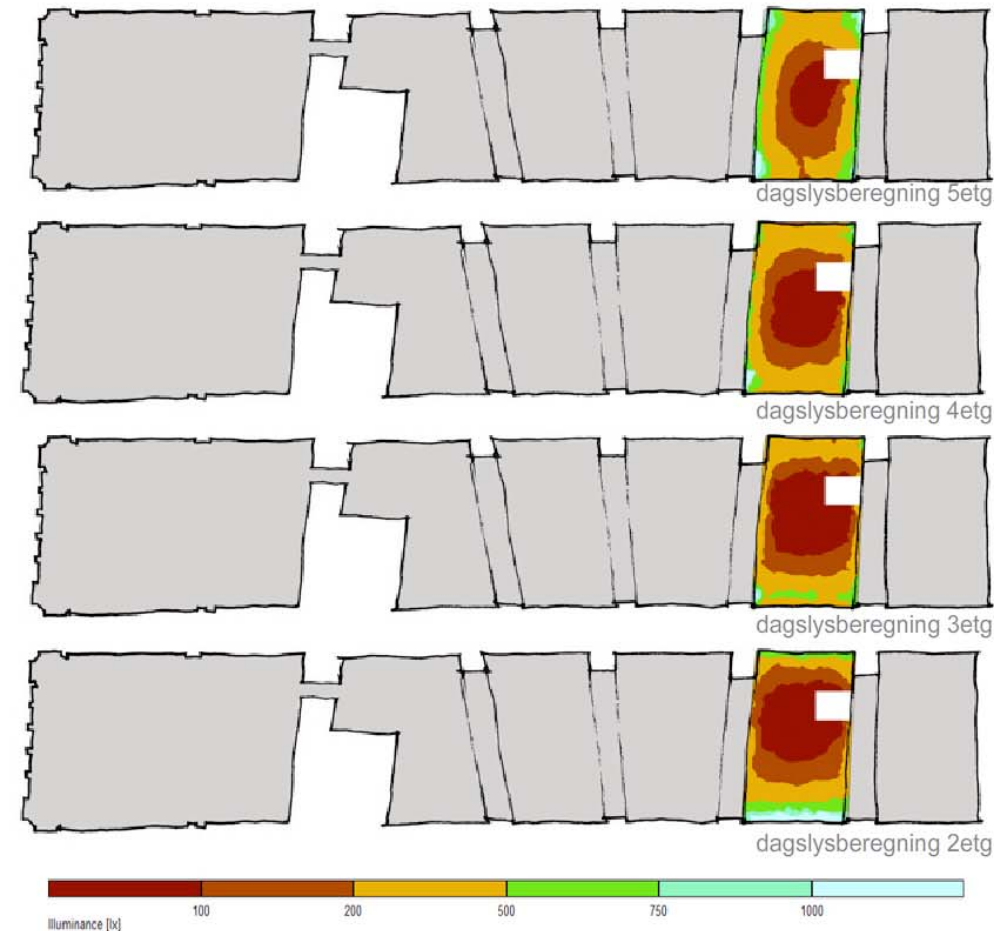 dagslysberegning 5etg
dagslysberegning 4etg
dagslysberegning 3etg
dagslysberegning 2etg
100 200 500 750 1000
Illuminance [lx]